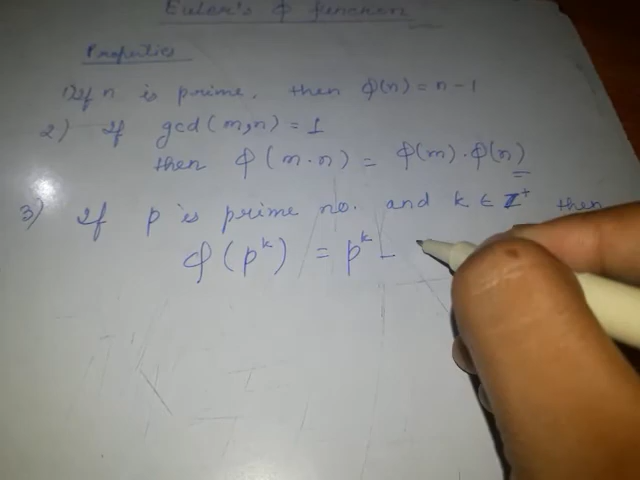 Euler's φ function
Properties
1) If n is prime, then φ(n) = n - 1
2) If gcd(m,n) = 1
then φ(m·n) = φ(m)·φ(n)
3) If p is prime no. and k ∈ Z⁺ then
φ(pᵏ) = pᵏ -